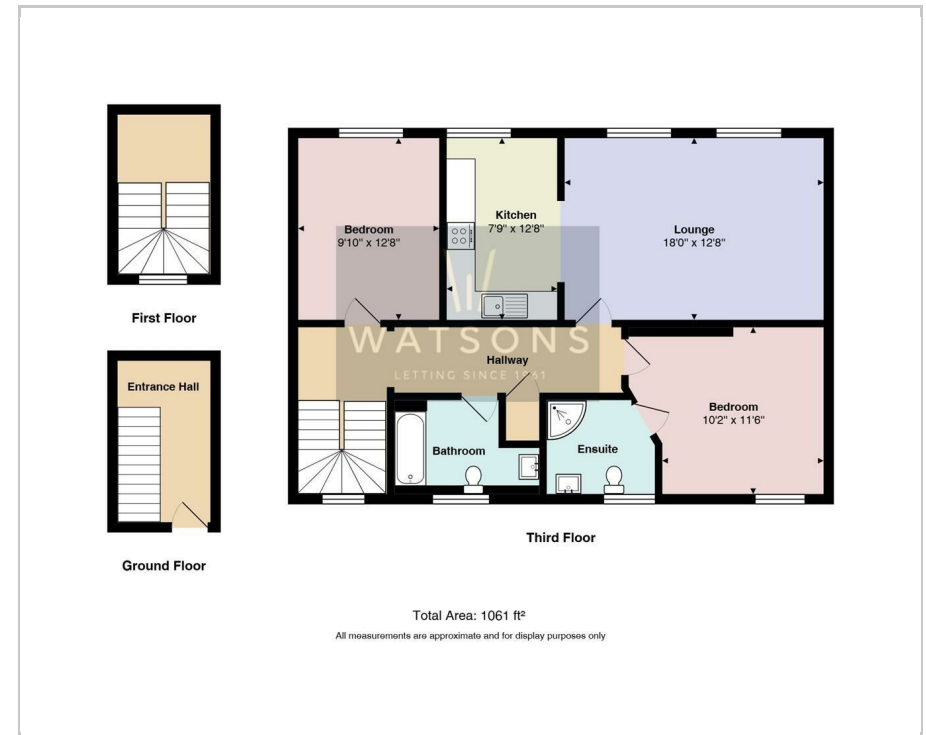 Bedroom
9'10" x 12'8"
Kitchen
7'9" x 12'8"
Lounge
18'0" x 12'8"
First Floor
WATSONS
LETTING SINCE 1961
Hallway
Entrance Hall
Bedroom
10'2" x 11'6"
Bathroom
Ensuite
Third Floor
Ground Floor
Total Area: 1061 ft²
All measurements are approximate and for display purposes only